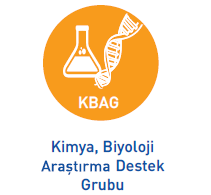 KBAG
Kimya, Biyoloji
Araştırma Destek
Grubu